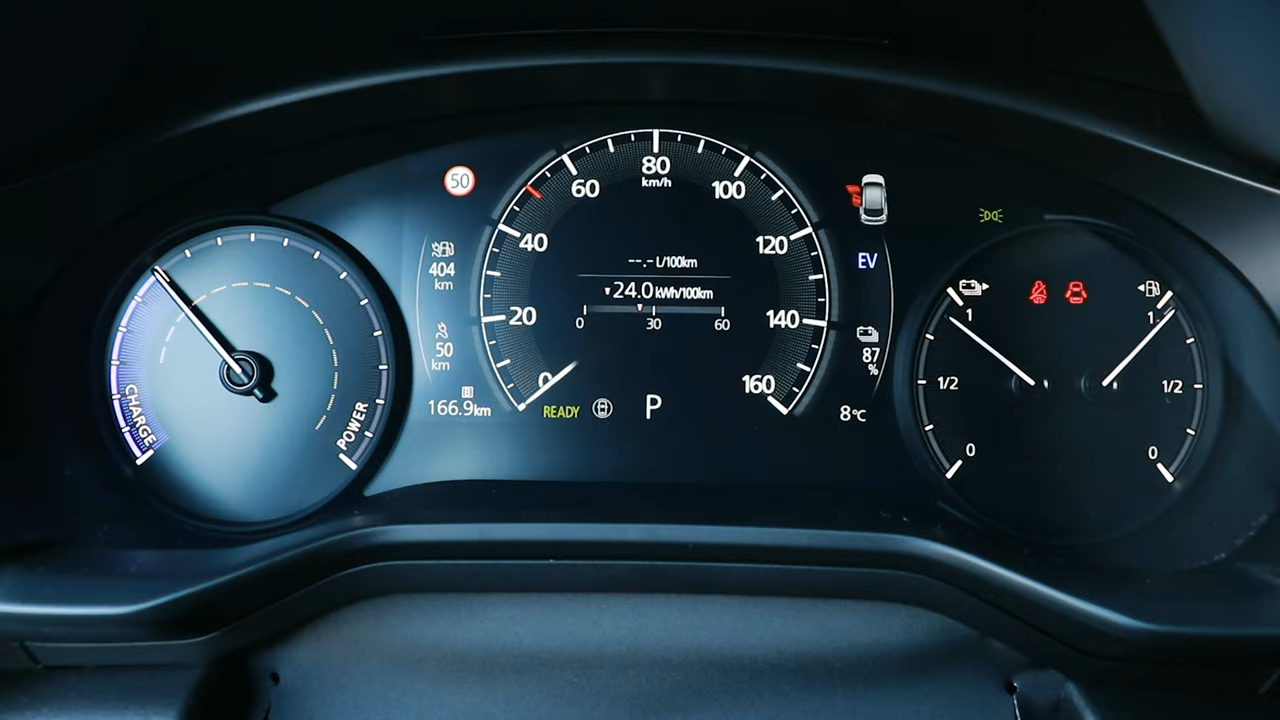 CHARGE
POWER
50
404
km
50
km
B
166.9km
80
km/h
60
100
40
120
20
140
0
160
--.- L/100km
24.0 kWh/100km
0 30 60
READY
P
EV
87
%
8°C
1
1/2
0
1
1/2
0